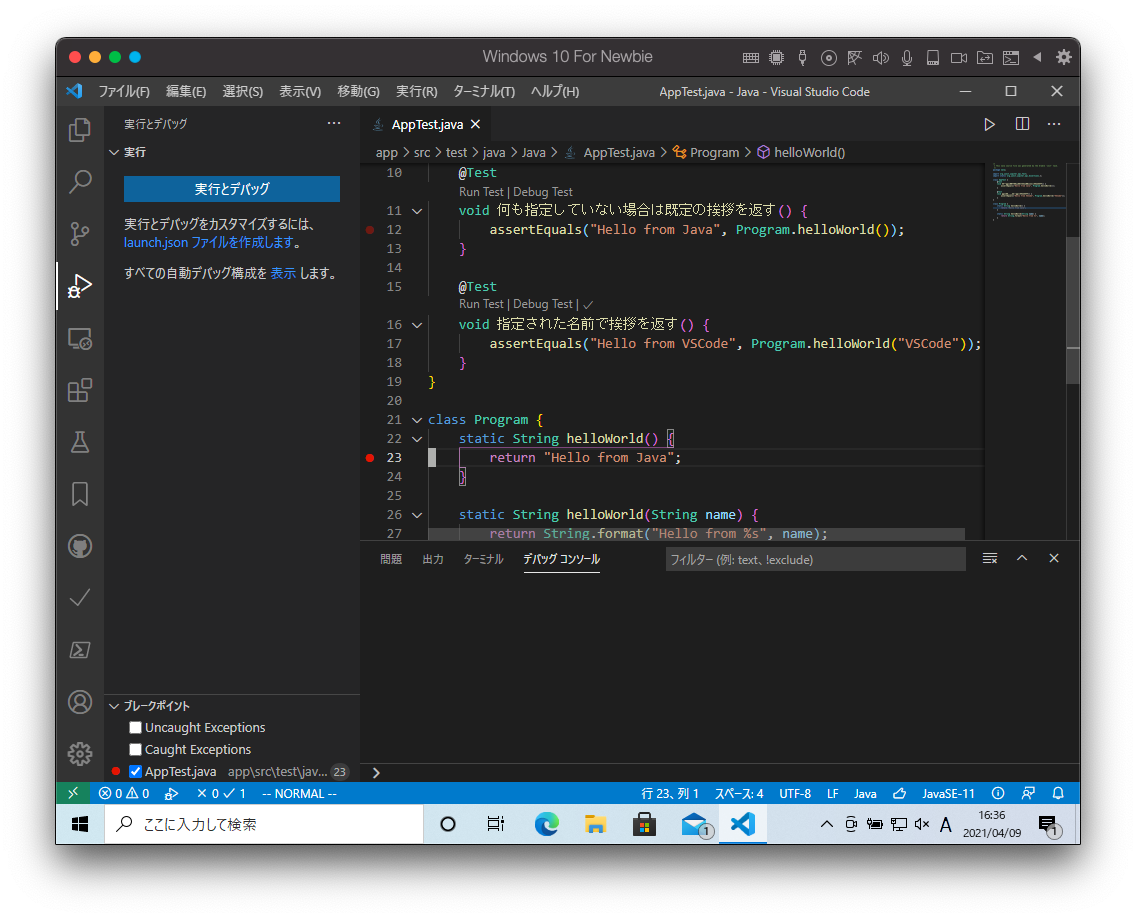 Windows 10 For Newbie
ファイル(F) 編集(E) 選択(S) 表示(V) 移動(G) 実行(R) ターミナル(T) ヘルプ(H) AppTest.java - Java - Visual Studio Code
実行とデバッグ
実行
実行とデバッグ
実行とデバッグをカスタマイズするには、
launch.json ファイルを作成します。
すべての自動デバッグ構成を 表示 します。
ブレークポイント
Uncaught Exceptions
Caught Exceptions
AppTest.java app\src\test\jav... 23
AppTest.java
app > src > test > java > Java > AppTest.java > Program > helloWorld()
10 @Test
Run Test | Debug Test
11 void 何も指定していない場合は既定の挨拶を返す() {
12 assertEquals("Hello from Java", Program.helloWorld());
13 }
14
15 @Test
Run Test | Debug Test | ✓
16 void 指定された名前で挨拶を返す() {
17 assertEquals("Hello from VSCode", Program.helloWorld("VSCode"));
18 }
19 }
20
21 class Program {
22 static String helloWorld() {
23 return "Hello from Java";
24 }
25
26 static String helloWorld(String name) {
27 return String.format("Hello from %s", name);
問題 出力 ターミナル デバッグ コンソール フィルター (例: text、!exclude)
0 0 0 1 -- NORMAL -- 行 23、列 1 スペース: 4 UTF-8 LF Java JavaSE-11
ここに入力して検索 1 A 16:36
2021/04/09 1